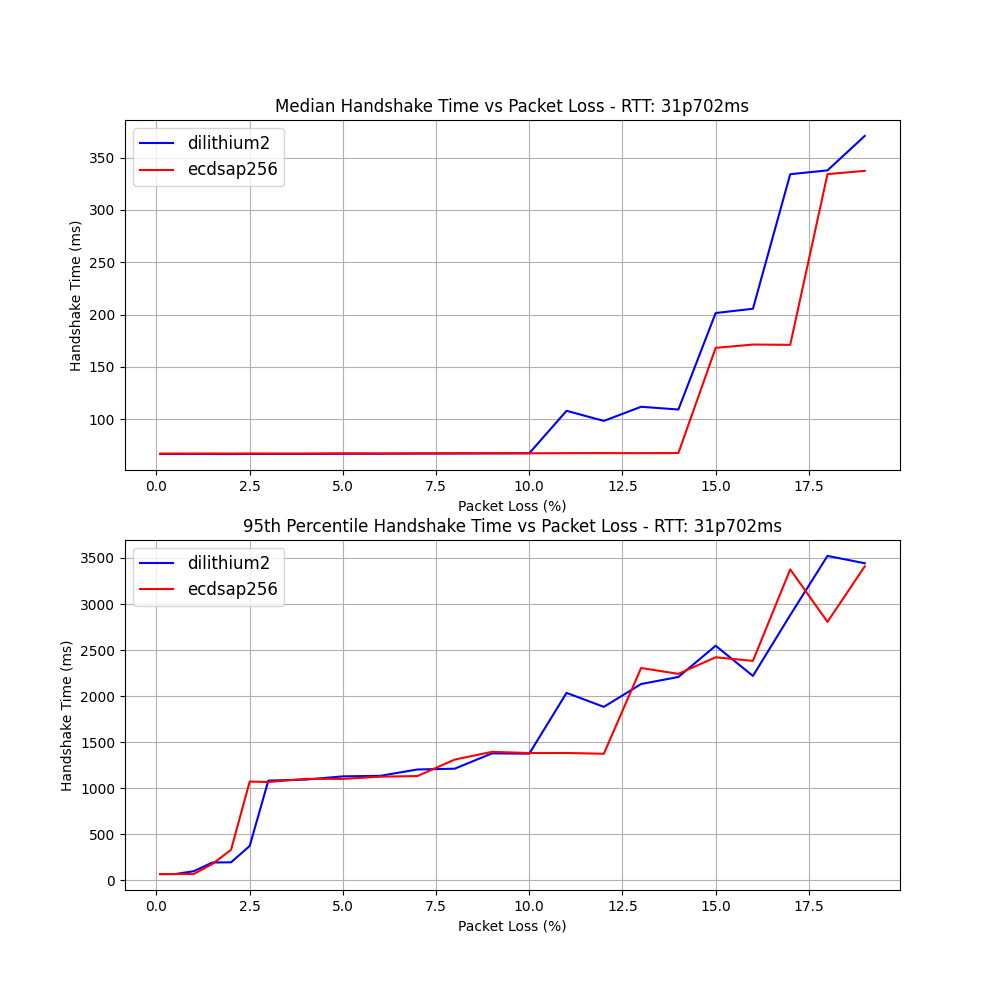 Median Handshake Time vs Packet Loss - RTT: 31p702ms
dilithium2
ecdsap256
Handshake Time (ms)
350
300
250
200
150
100
0.0 2.5 5.0 7.5 10.0 12.5 15.0 17.5
Packet Loss (%)
95th Percentile Handshake Time vs Packet Loss - RTT: 31p702ms
dilithium2
ecdsap256
Handshake Time (ms)
3500
3000
2500
2000
1500
1000
500
0
0.0 2.5 5.0 7.5 10.0 12.5 15.0 17.5
Packet Loss (%)